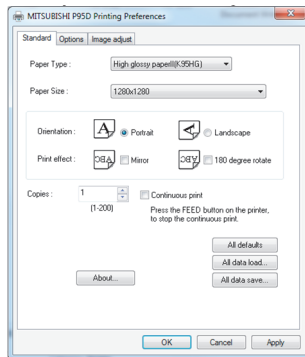 MITSUBISHI P95D Printing Preferences
Standard Options Image adjust
Paper Type : High glossy paperII(K95HG)
Paper Size : 1280x1280
Orientation : A Portrait A Landscape
Print effect : ABC Mirror ABC 180 degree rotate
Copies : 1 Continuous print
(1-200) Press the FEED button on the printer,
to stop the continuous print.
All defaults
All data load...
About... All data save...
OK Cancel Apply